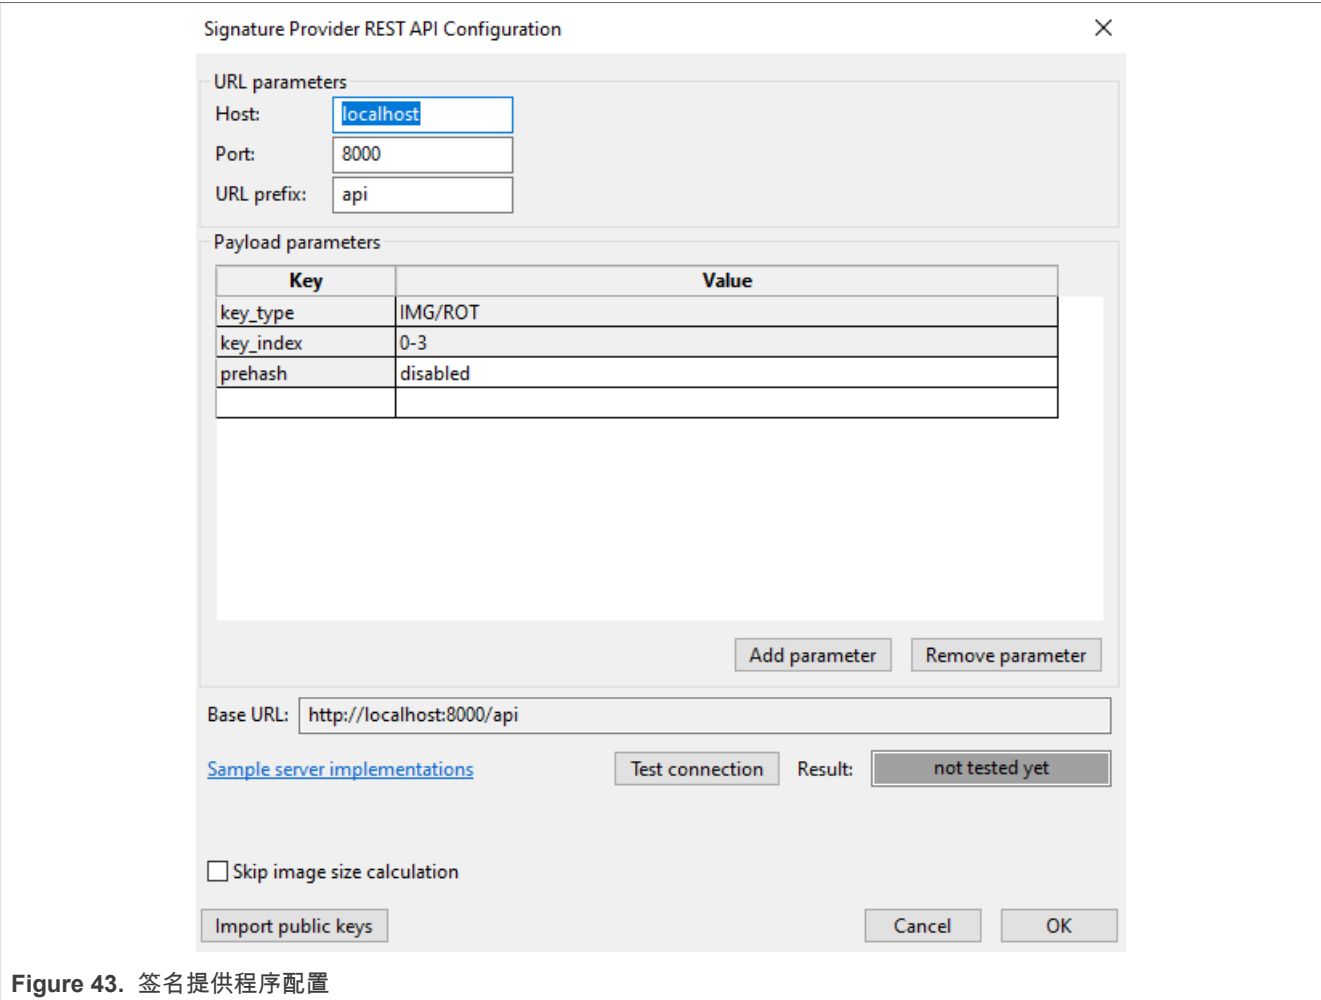 Signature Provider REST API Configuration
URL parameters
Host: localhost
Port: 8000
URL prefix: api
Payload parameters
Key Value
key_type IMG/ROT
key_index 0-3
prehash disabled
Add parameter Remove parameter
Base URL: http://localhost:8000/api
Sample server implementations Test connection Result: not tested yet
Skip image size calculation
Import public keys Cancel OK
Figure 43. 签名提供程序配置